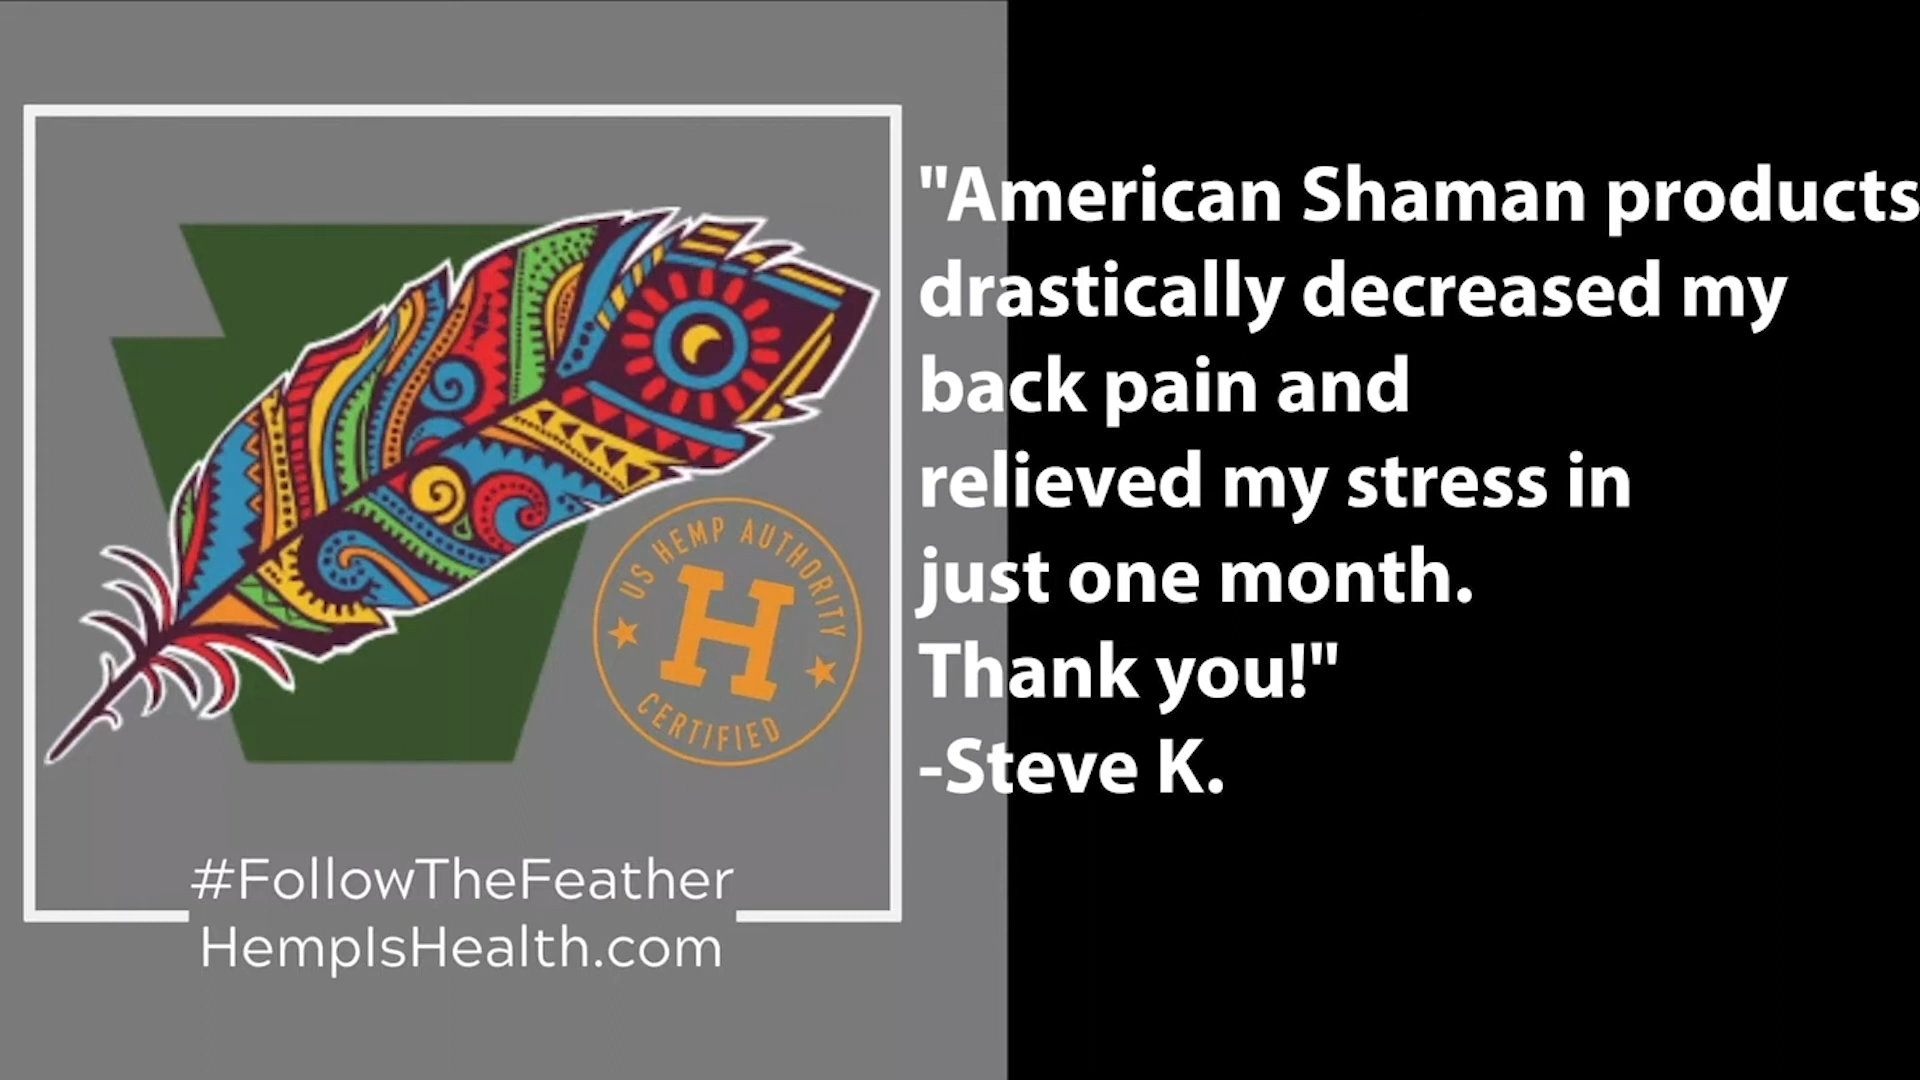 US HEMP AUTHORITY
H
CERTIFIED
#FollowTheFeather
HempIsHealth.com
"American Shaman products
drastically decreased my
back pain and
relieved my stress in
just one month.
Thank you!"
-Steve K.